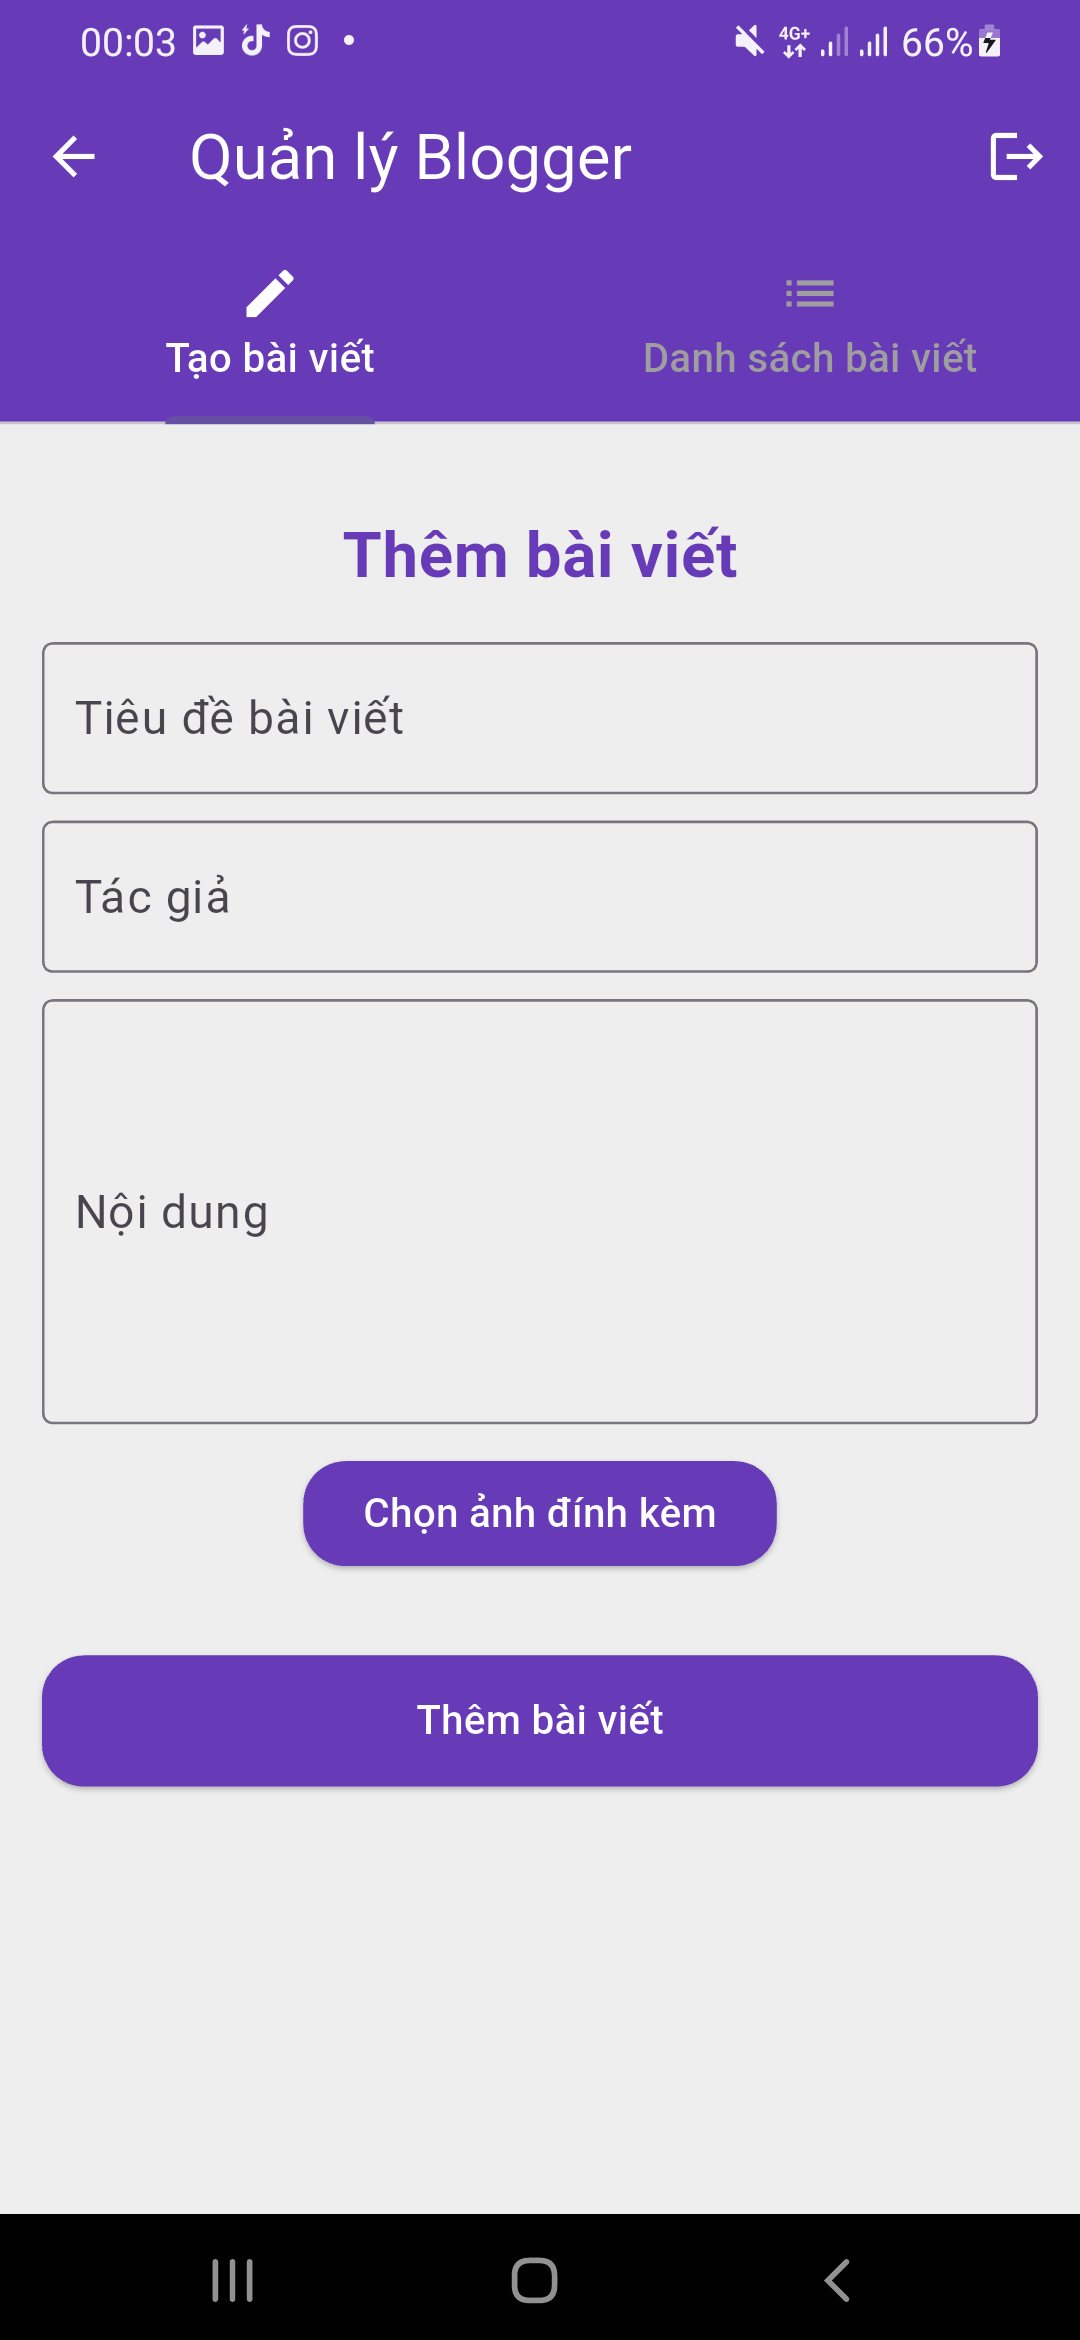 00:03
4G+ 66%
Quản lý Blogger
Tạo bài viết
Danh sách bài viết
Thêm bài viết
Tiêu đề bài viết
Tác giả
Nội dung
Chọn ảnh đính kèm
Thêm bài viết